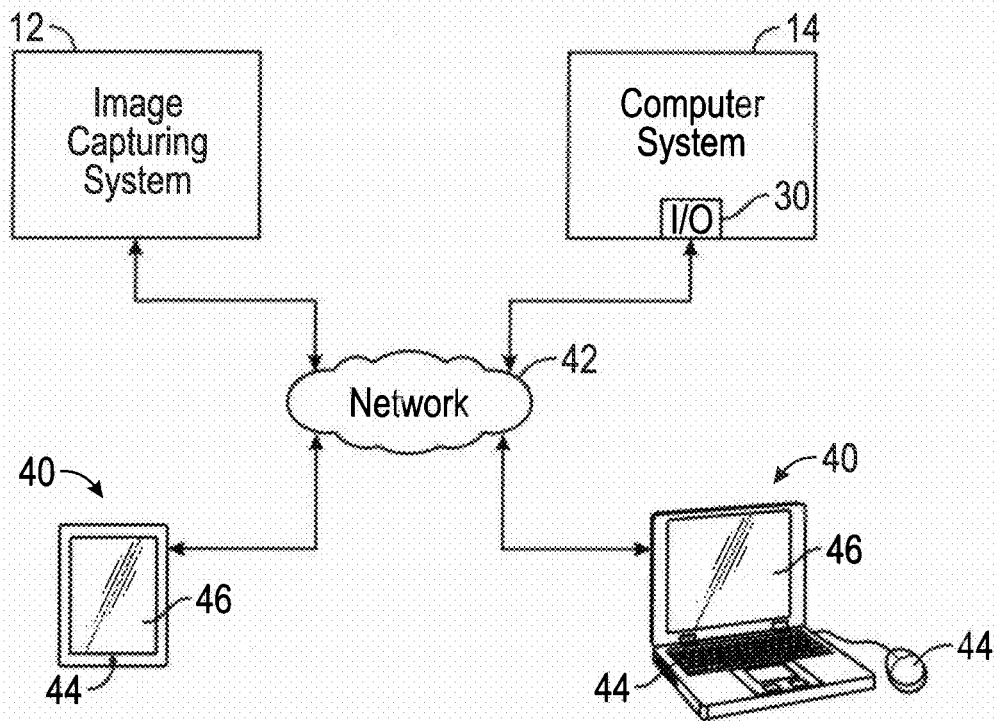 12
14
Image
Capturing
System
Computer
System
I/O
30
42
Network
40
40
46
46
44
44
44